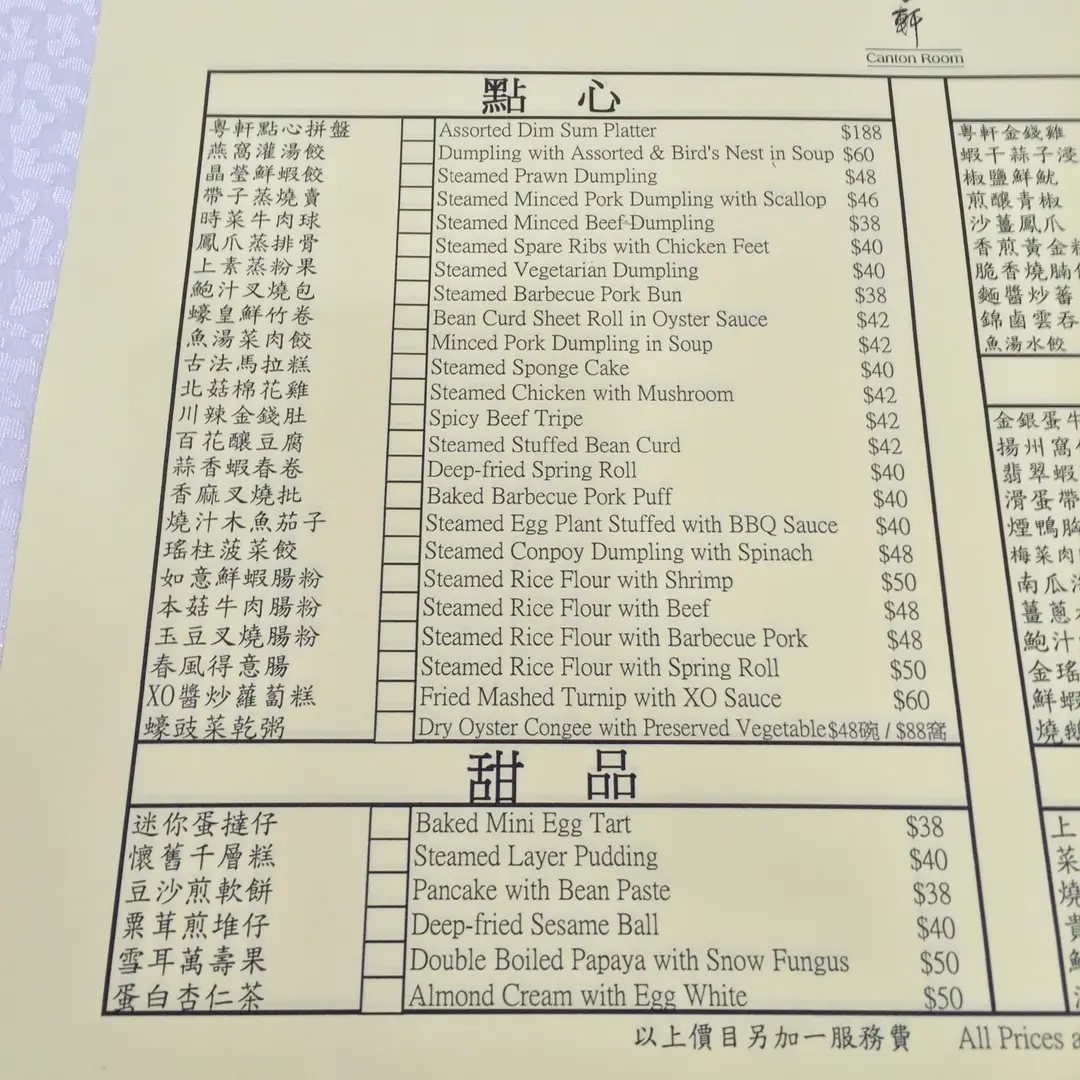 軒
Canton Room
點 心
粵軒點心拼盤 Assorted Dim Sum Platter $188
燕窩灌湯餃 Dumpling with Assorted & Bird's Nest in Soup $60
晶瑩鮮蝦餃 Steamed Prawn Dumpling $48
帶子蒸燒賣 Steamed Minced Pork Dumpling with Scallop $46
時菜牛肉球 Steamed Minced Beef Dumpling $38
鳳爪蒸排骨 Steamed Spare Ribs with Chicken Feet $40
上素蒸粉果 Steamed Vegetarian Dumpling $40
鮑汁叉燒包 Steamed Barbecue Pork Bun $38
蠔皇鮮竹卷 Bean Curd Sheet Roll in Oyster Sauce $42
魚湯菜肉餃 Minced Pork Dumpling in Soup $42
古法馬拉糕 Steamed Sponge Cake $40
北菇棉花雞 Steamed Chicken with Mushroom $42
川辣金錢肚 Spicy Beef Tripe $42
百花釀豆腐 Steamed Stuffed Bean Curd $42
蒜香蝦春卷 Deep-fried Spring Roll $40
香麻叉燒批 Baked Barbecue Pork Puff $40
燒汁木魚茄子 Steamed Egg Plant Stuffed with BBQ Sauce $40
瑤柱菠菜餃 Steamed Conpoy Dumpling with Spinach $48
如意鮮蝦腸粉 Steamed Rice Flour with Shrimp $50
本菇牛肉腸粉 Steamed Rice Flour with Beef $48
玉豆叉燒腸粉 Steamed Rice Flour with Barbecue Pork $48
春風得意腸 Steamed Rice Flour with Spring Roll $50
XO醬炒蘿蔔糕 Fried Mashed Turnip with XO Sauce $60
蠔豉菜乾粥 Dry Oyster Congee with Preserved Vegetable $48碗 / $88窩
甜 品
迷你蛋撻仔 Baked Mini Egg Tart $38
懷舊千層糕 Steamed Layer Pudding $40
豆沙煎軟餅 Pancake with Bean Paste $38
粟茸煎堆仔 Deep-fried Sesame Ball $40
雪耳萬壽果 Double Boiled Papaya with Snow Fungus $50
蛋白杏仁茶 Almond Cream with Egg White $50
粵軒金錢雞
蝦干蒜子浸
椒鹽鮮魷
煎釀青椒
沙薑鳳爪
香煎黃金
脆香燒腩
麵醬炒蕃
錦鹵雲吞
魚湯水餃
金銀蛋牛
揚州窩
翡翠蝦
滑蛋帶
煙鴨胸
梅菜肉
南瓜
薑蔥
鮑汁
金瑤
鮮蝦
燒鵝
上
菜
燒
貴
以上價目另加一服務費 All Prices a